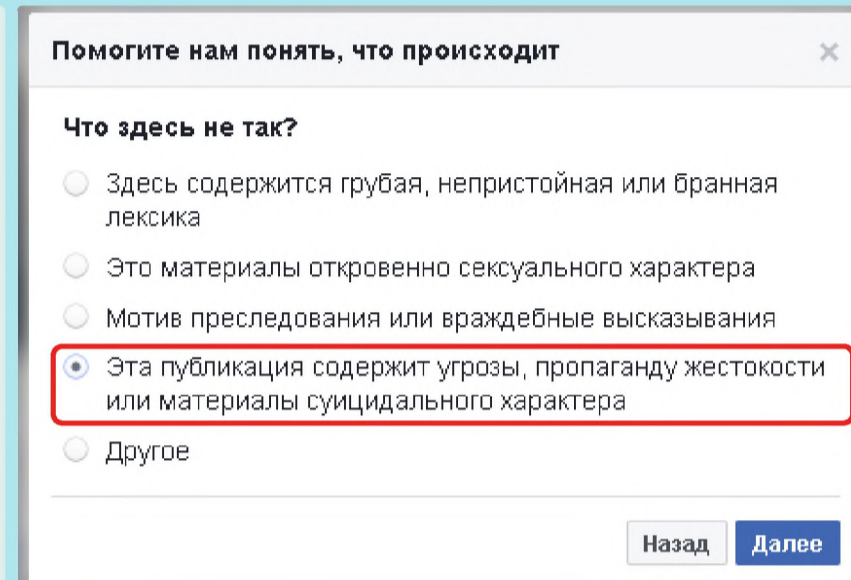 Помогите нам понять, что происходит
Что здесь не так?
Здесь содержится грубая, непристойная или бранная
лексика
Это материалы откровенно сексуального характера
Мотив преследования или враждебные высказывания
Эта публикация содержит угрозы, пропаганду жестокости
или материалы суицидального характера
Другое
Назад Далее